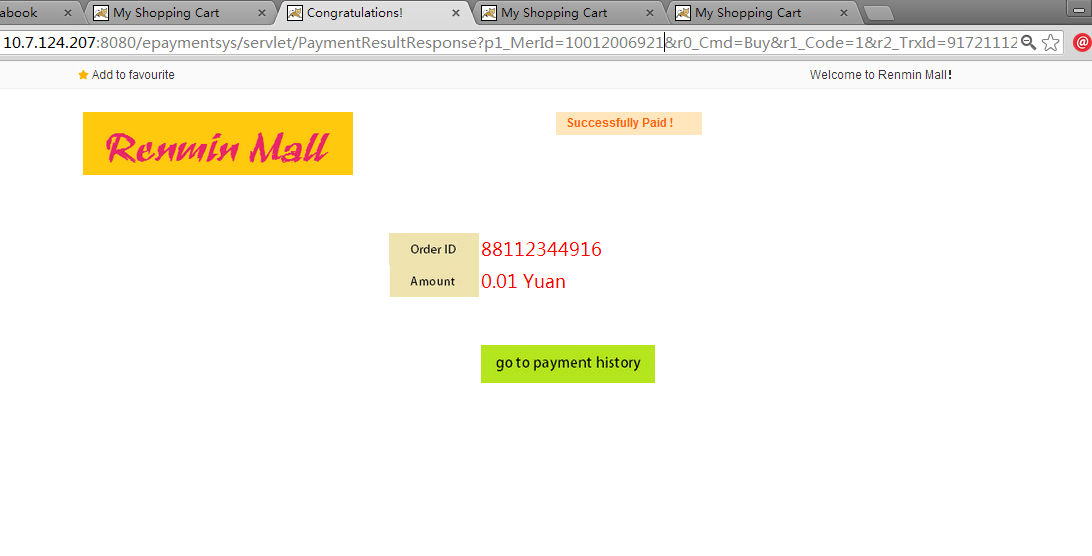 abook
My Shopping Cart
Congratulations!
My Shopping Cart
My Shopping Cart
10.7.124.207:8080/epaymentsys/servlet/PaymentResultResponse?p1_MerId=10012006921&r0_Cmd=Buy&r1_Code=1&r2_TrxId=91721112
Add to favourite
Welcome to Renmin Mall!
Renmin Mall
Successfully Paid !
Order ID 88112344916
Amount 0.01 Yuan
go to payment history